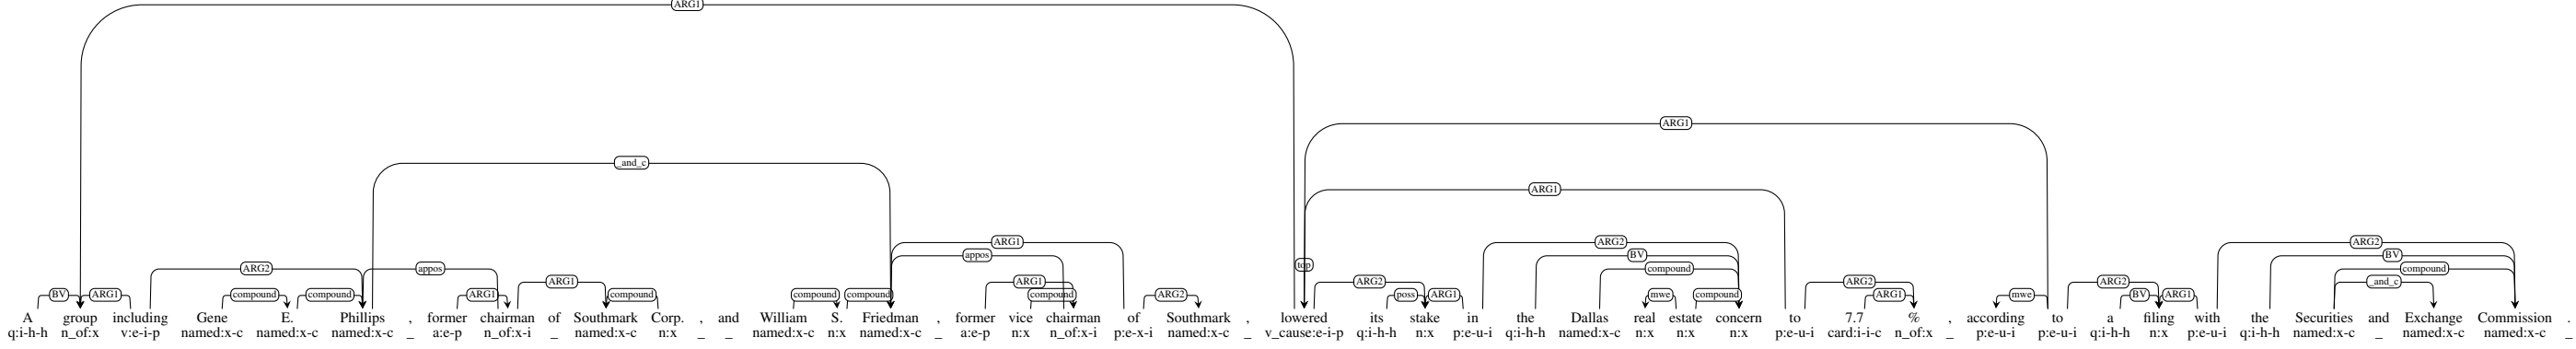 ARG1
ARG1
_and_c
ARG1
ARG1 ARG2
appos BV
top compound
ARG2 appos ARG2 BV
ARG1 ARG2 ARG2 ARG2 compound
ARG1 ARG2 _and_c
BV ARG1 compound compound ARG1 compound compound compound compound ARG2 poss ARG1 mwe compound ARG1 mwe BV ARG1
A group including Gene E. Phillips , former chairman of Southmark Corp. , and William S. Friedman , former vice chairman of Southmark , lowered its stake in the Dallas real estate concern to 7.7 % , according to a filing with the Securities and Exchange Commission .
q:i-h-h n_of:x v:e-i-p named:x-c named:x-c named:x-c _ a:e-p n_of:x-i _ named:x-c n:x _ _ named:x-c n:x named:x-c _ a:e-p n:x n_of:x-i p:e-x-i named:x-c _ v_cause:e-i-p q:i-h-h n:x p:e-u-i q:i-h-h named:x-c n:x n:x n:x p:e-u-i card:i-i-c n_of:x _ p:e-u-i p:e-u-i q:i-h-h n:x p:e-u-i q:i-h-h named:x-c _ named:x-c named:x-c _